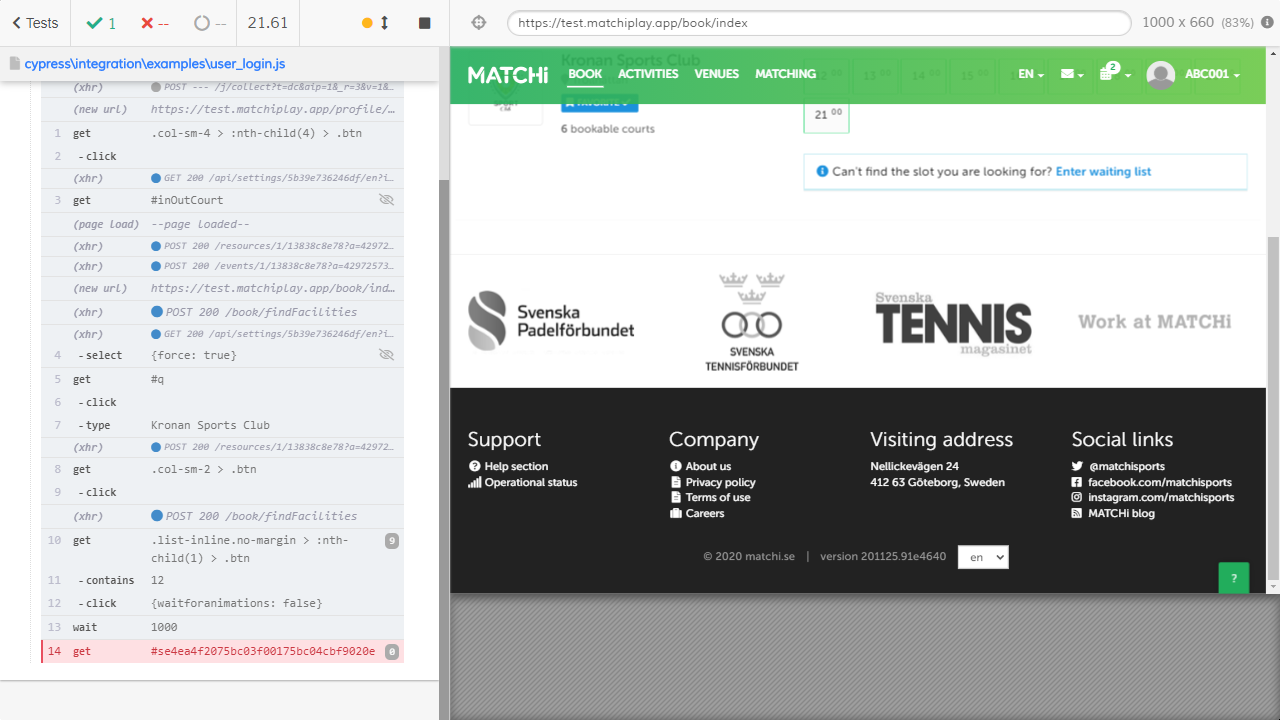 Tests
1
--
--
21.61
https://test.matchiplay.app/book/index
1000 x 660 (83%)
cypress\integration\examples\user_login.js
(xhr) POST --- /j/collect?t=dc&aip=1&_r=3&v=1&…
(new url) https://test.matchiplay.app/profile/…
1 get .col-sm-4 > :nth-child(4) > .btn
2 -click
(xhr) GET 200 /api/settings/5b39e736246df/en?i…
3 get #inOutCourt
(page load) --page loaded--
(xhr) POST 200 /resources/1/13838c8e78?a=42972…
(xhr) POST 200 /events/1/13838c8e78?a=42972573…
(new url) https://test.matchiplay.app/book/ind…
(xhr) POST 200 /book/findFacilities
(xhr) GET 200 /api/settings/5b39e736246df/en?i…
4 -select {force: true}
5 get #q
6 -click
7 -type Kronan Sports Club
(xhr) POST 200 /resources/1/13838c8e78?a=42972…
8 get .col-sm-2 > .btn
9 -click
(xhr) POST 200 /book/findFacilities
10 get .list-inline.no-margin > :nth-
child(1) > .btn
9
11 -contains 12
12 -click {waitforanimations: false}
13 wait 1000
14 get #se4ea4f2075bc03f00175bc04cbf9020e 0
Kronan Sports Club
MATCHi
BOOK
ACTIVITIES
VENUES
MATCHING
EN
2
ABC001
12 00 13 00 14 00 15 00
FAVORITE
6 bookable courts
21 00
Can't find the slot you are looking for? Enter waiting list
Svenska
Padelförbundet
SVENSKA
TENNISFÖRBUNDET
Svenska
TENNIS
magasinet
Work at MATCHi
Support
Help section
Operational status
Company
About us
Privacy policy
Terms of use
Careers
Visiting address
Nellickevägen 24
412 63 Göteborg, Sweden
Social links
@matchisports
facebook.com/matchisports
instagram.com/matchisports
MATCHi blog
© 2020 matchi.se | version 201125.91e4640
en
?